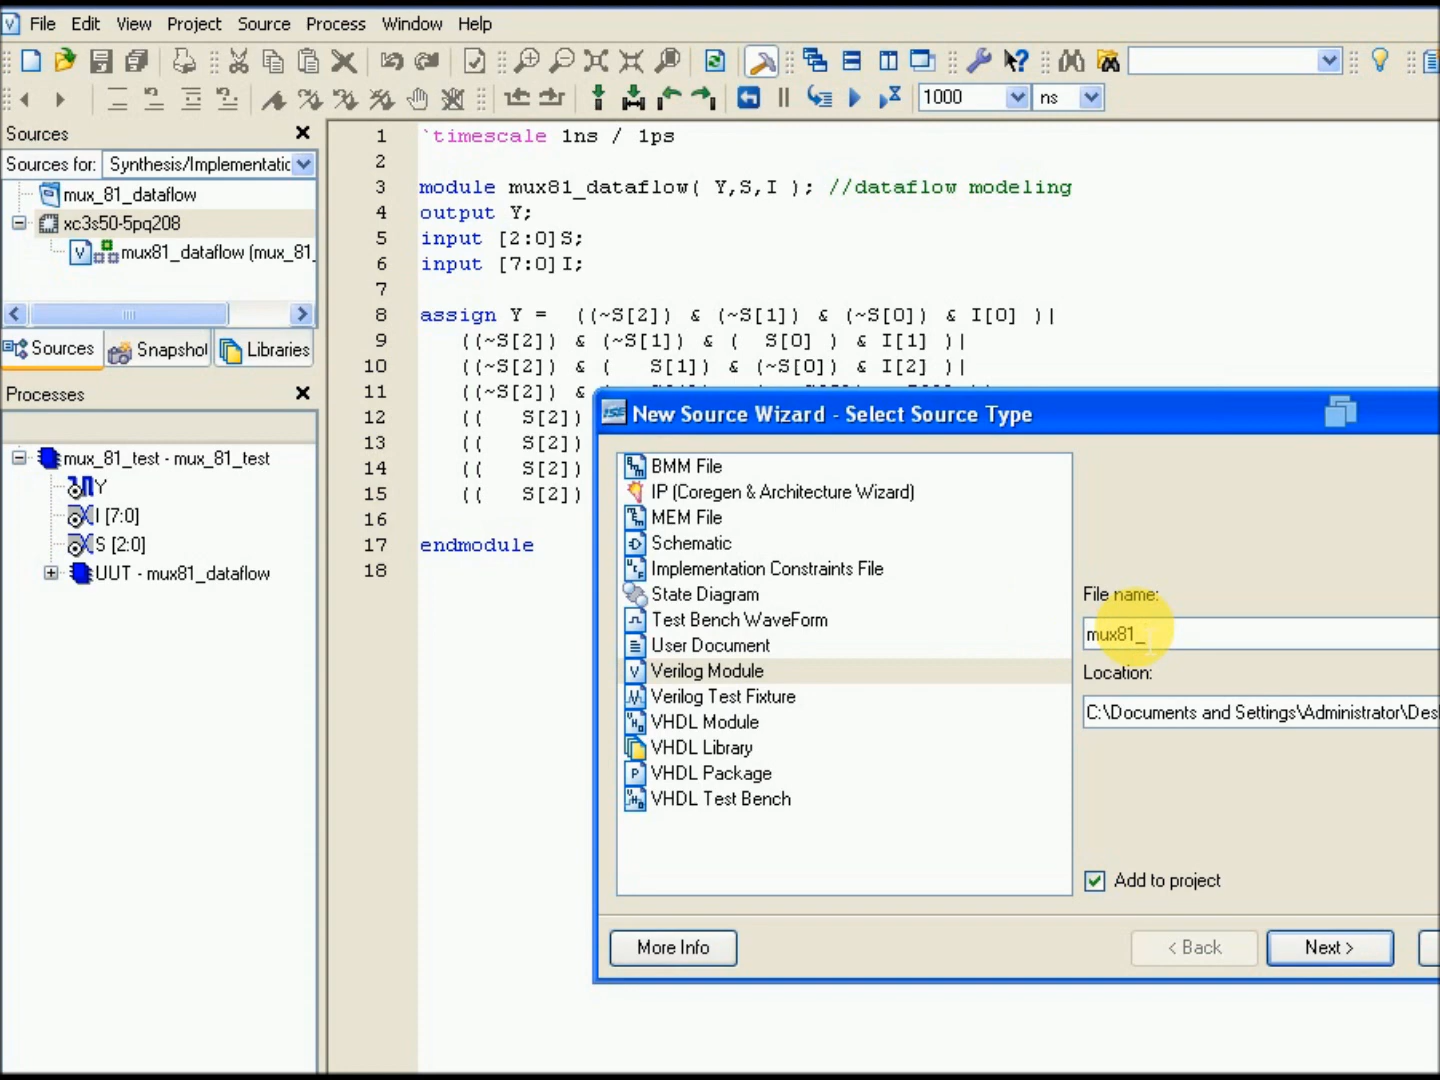 File Edit View Project Source Process Window Help
1000 ns
Sources
Sources for: Synthesis/Implementatic
mux_81_dataflow
xc3s50-5pq208
mux81_dataflow (mux_81_
Sources Snapshot Libraries
Processes
mux_81_test - mux_81_test
Y
I [7:0]
S [2:0]
UUT - mux81_dataflow
1 `timescale 1ns / 1ps
2
3 module mux81_dataflow( Y,S,I ); //dataflow modeling
4 output Y;
5 input [2:0]S;
6 input [7:0]I;
7
8 assign Y = ((~S[2]) & (~S[1]) & (~S[0]) & I[0] )|
9 ((~S[2]) & (~S[1]) & ( S[0] ) & I[1] )|
10 ((~S[2]) & ( S[1]) & (~S[0]) & I[2] )|
11 ((~S[2]) &
12 (( S[2])
13 (( S[2])
14 (( S[2])
15 (( S[2])
16
17 endmodule
18
New Source Wizard - Select Source Type
BMM File
IP (Coregen & Architecture Wizard)
MEM File
Schematic
Implementation Constraints File
State Diagram
Test Bench WaveForm
User Document
Verilog Module
Verilog Test Fixture
VHDL Module
VHDL Library
VHDL Package
VHDL Test Bench
File name:
mux81_
Location:
C:\Documents and Settings\Administrator\Des
Add to project
More Info < Back Next >